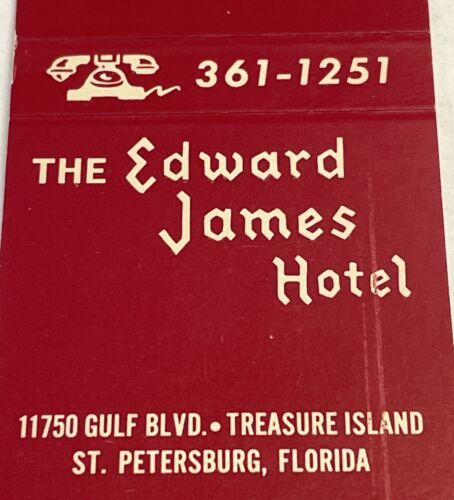 361-1251
THE Edward
James
Hotel
11750 GULF BLVD.• TREASURE ISLAND
ST. PETERSBURG, FLORIDA